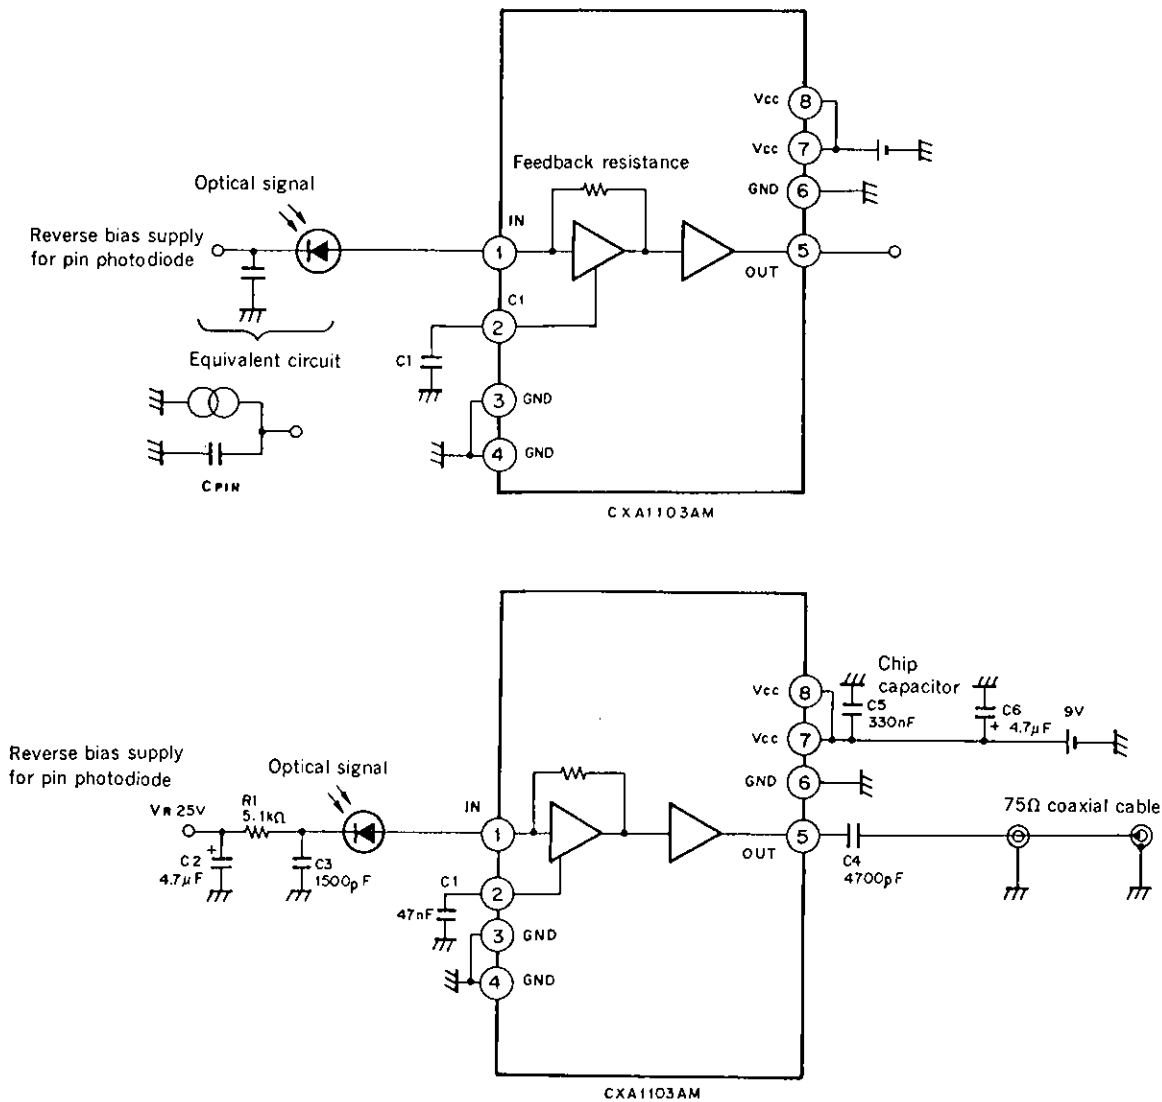 Vcc 8
Vcc 7
GND 6
Feedback resistance
Optical signal
IN
Reverse bias supply
for pin photodiode
1
OUT 5
C1
2
C1
Equivalent circuit
3 GND
4 GND
CPIN
CXA1103AM
Chip
capacitor
Vcc 8
C5
330nF
C6
+ 4.7μF
9V
Vcc 7
Reverse bias supply
for pin photodiode
Optical signal
GND 6
VR 25V
R1
5.1kΩ
IN
75Ω coaxial cable
1
OUT 5
+
C2
4.7μF
C3
1500pF
C4
4700pF
C1
47nF
2
3 GND
4 GND
CXA1103AM